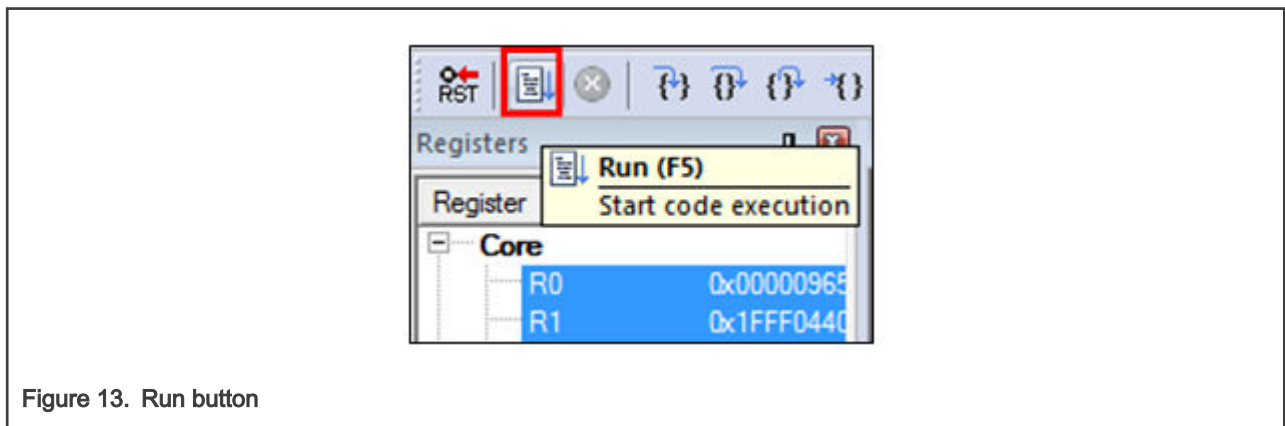 RST
Registers
Run (F5)
Start code execution
Register
Core
R0 0x00000965
R1 0x1FFF0440
Figure 13. Run button